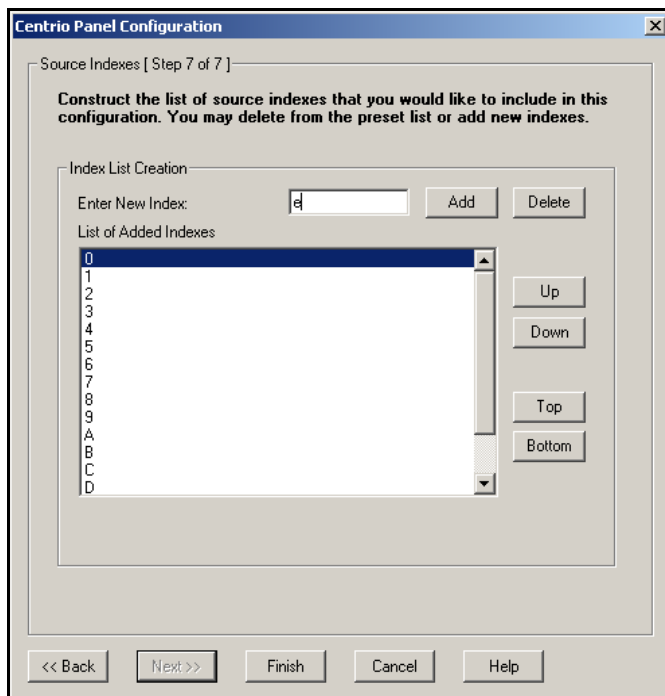 Centrio Panel Configuration
Source Indexes [ Step 7 of 7 ]
Construct the list of source indexes that you would like to include in this
configuration. You may delete from the preset list or add new indexes.
Index List Creation
Enter New Index: e Add Delete
List of Added Indexes
0
1
2
3
4
5
6
7
8
9
A
B
C
D
Up
Down
Top
Bottom
<< Back Next >> Finish Cancel Help